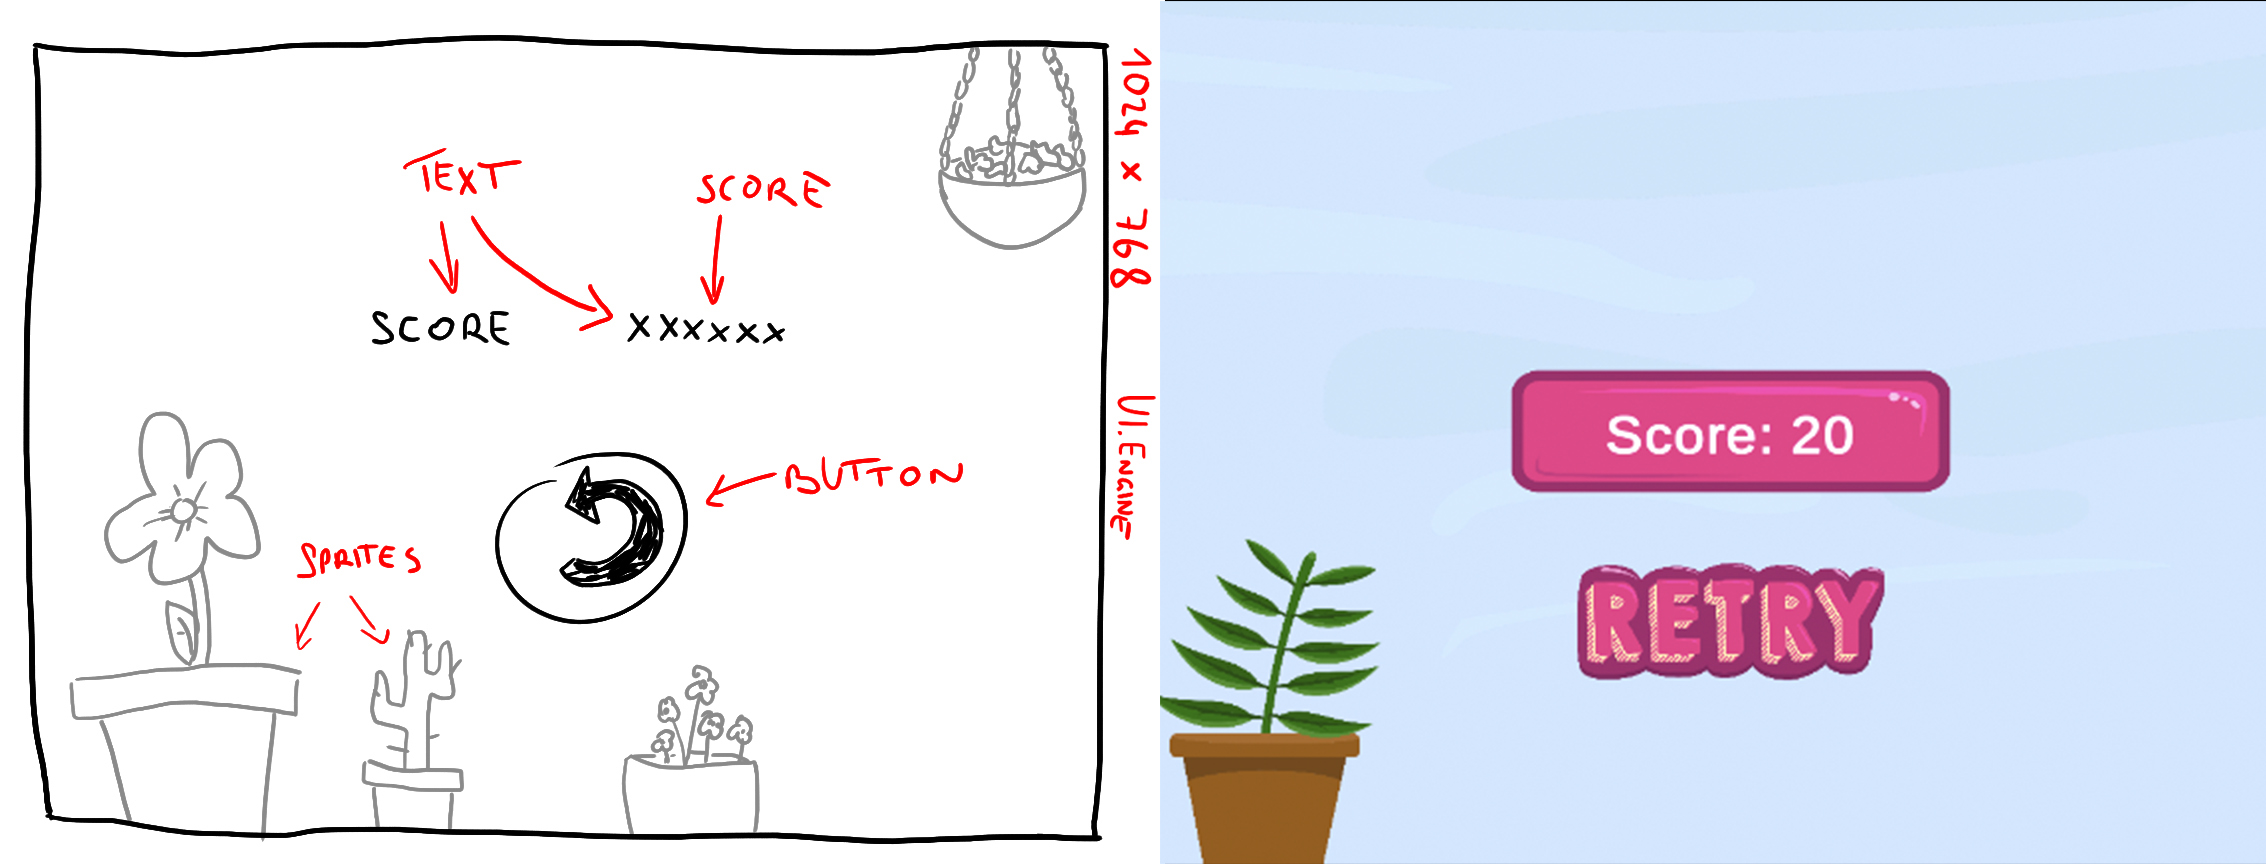 TEXT
SCORE
SCORE
xxxxxx
BUTTON
SPRITES
1024 x 768
UI.ENGINE
Score: 20
RETRY